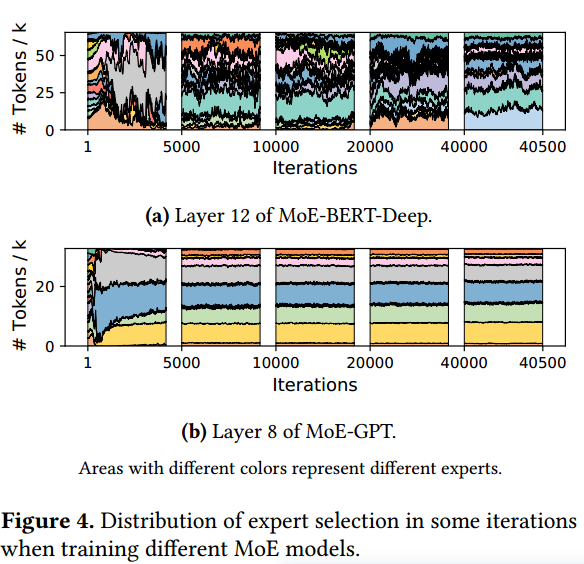 # Tokens / k
50
25
0
1 5000 10000 20000 40000 40500
Iterations
(a) Layer 12 of MoE-BERT-Deep.
# Tokens / k
20
0
1 5000 10000 20000 40000 40500
Iterations
(b) Layer 8 of MoE-GPT.
Areas with different colors represent different experts.
Figure 4. Distribution of expert selection in some iterations
when training different MoE models.